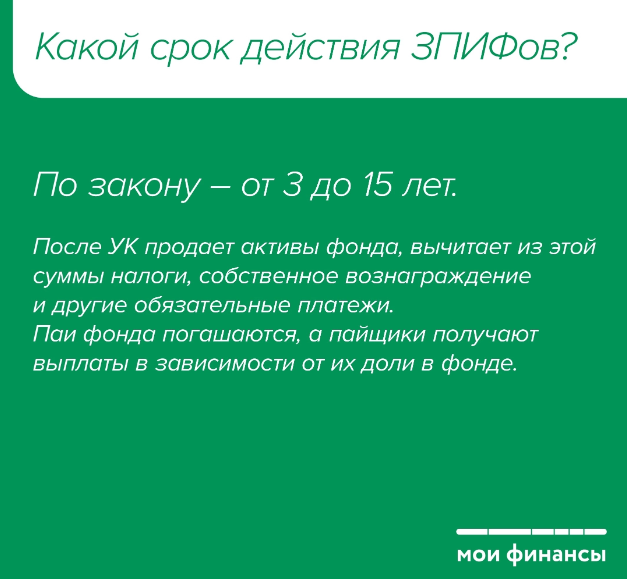 Какой срок действия ЗПИФов?
По закону – от 3 до 15 лет.
После УК продает активы фонда, вычитает из этой
суммы налоги, собственное вознаграждение
и другие обязательные платежи.
Паи фонда погашаются, а пайщики получают
выплаты в зависимости от их доли в фонде.
мои финансы